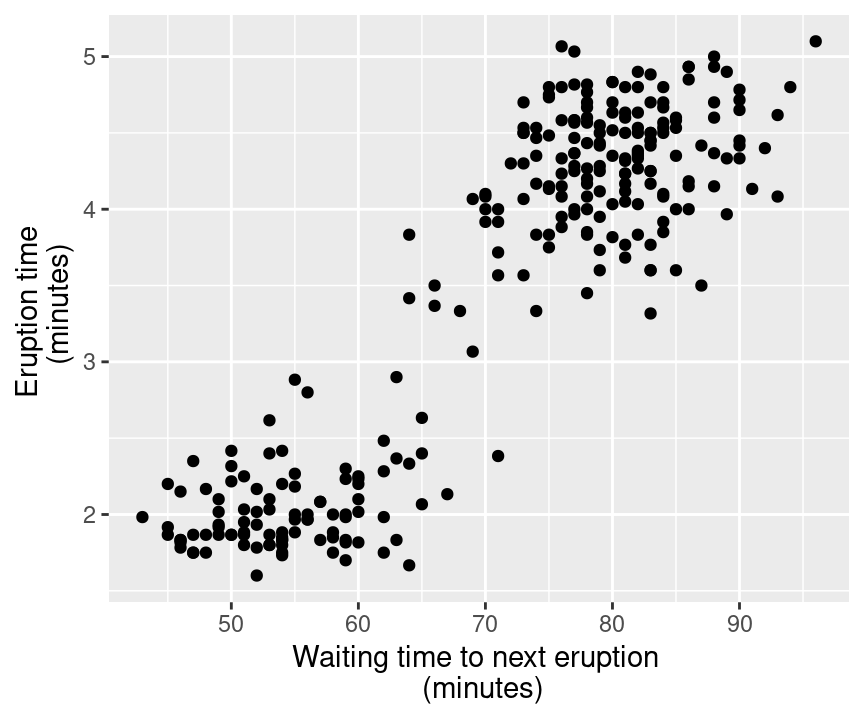 Eruption time
(minutes)
5
4
3
2
50 60 70 80 90
Waiting time to next eruption
(minutes)